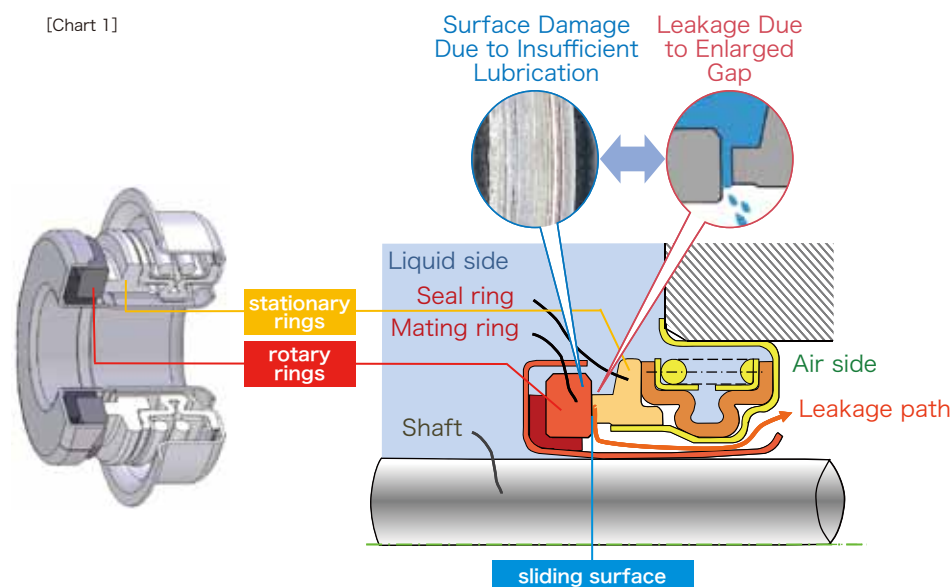 [Chart 1]
Surface Damage
Due to Insufficient
Lubrication
Leakage Due
to Enlarged
Gap
Liquid side
Seal ring
Mating ring
stationary
rings
rotary
rings
Air side
Leakage path
Shaft
sliding surface